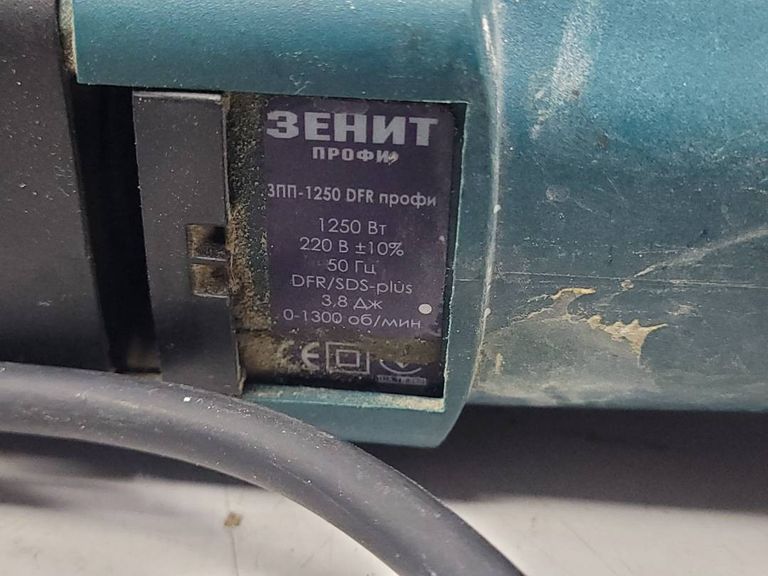 ЗЕНИТ
ПРОФИ
ЗПП-1250 DFR профи
1250 Вт
220 В ±10%
50 Гц
DFR/SDS-plus
3,8 Дж
0-1300 об/мин
CE